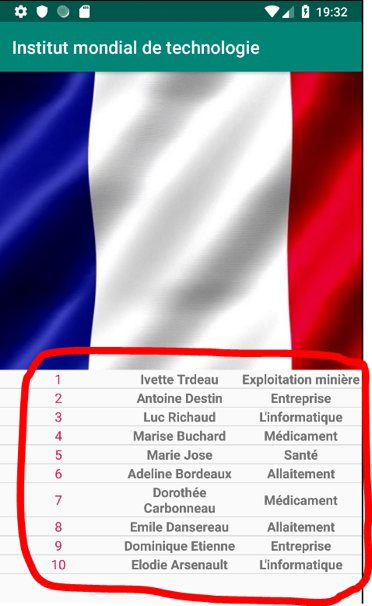 19:32
Institut mondial de technologie
1 Ivette Trdeau Exploitation minière
2 Antoine Destin Entreprise
3 Luc Richaud L'informatique
4 Marise Buchard Médicament
5 Marie Jose Santé
6 Adeline Bordeaux Allaitement
7 Dorothée Carbonneau Médicament
8 Emile Dansereau Allaitement
9 Dominique Etienne Entreprise
10 Elodie Arsenault L'informatique